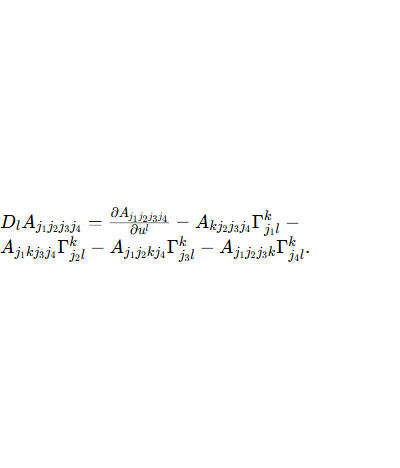 $D_l A_{j_1 j_2 j_3 j_4} = \frac{\partial A_{j_1 j_2 j_3 j_4}}{\partial u^l} - A_{k j_2 j_3 j_4} \Gamma^k_{j_1 l} -$
$A_{j_1 k j_3 j_4} \Gamma^k_{j_2 l} - A_{j_1 j_2 k j_4} \Gamma^k_{j_3 l} - A_{j_1 j_2 j_3 k} \Gamma^k_{j_4 l}.$